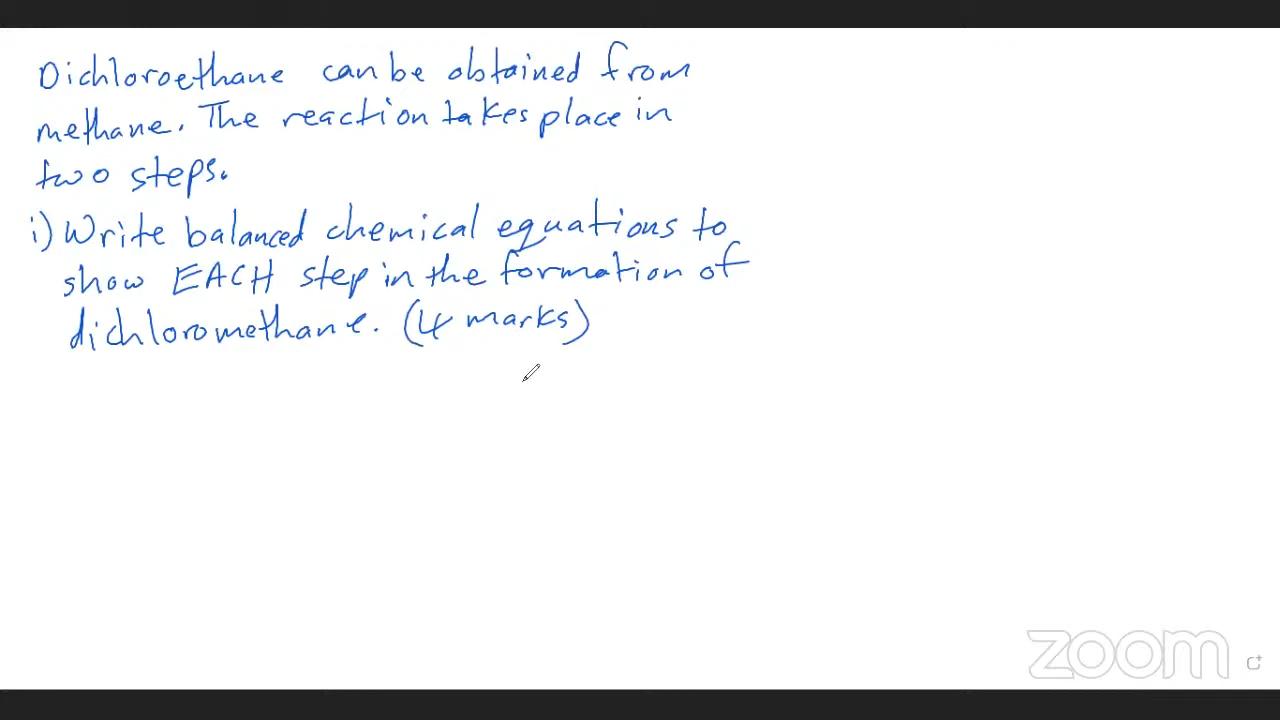 Dichloroethane can be obtained from
methane. The reaction takes place in
two steps.
i) Write balanced chemical equations to
show EACH step in the formation of
dichloromethane. (4 marks)
zoom